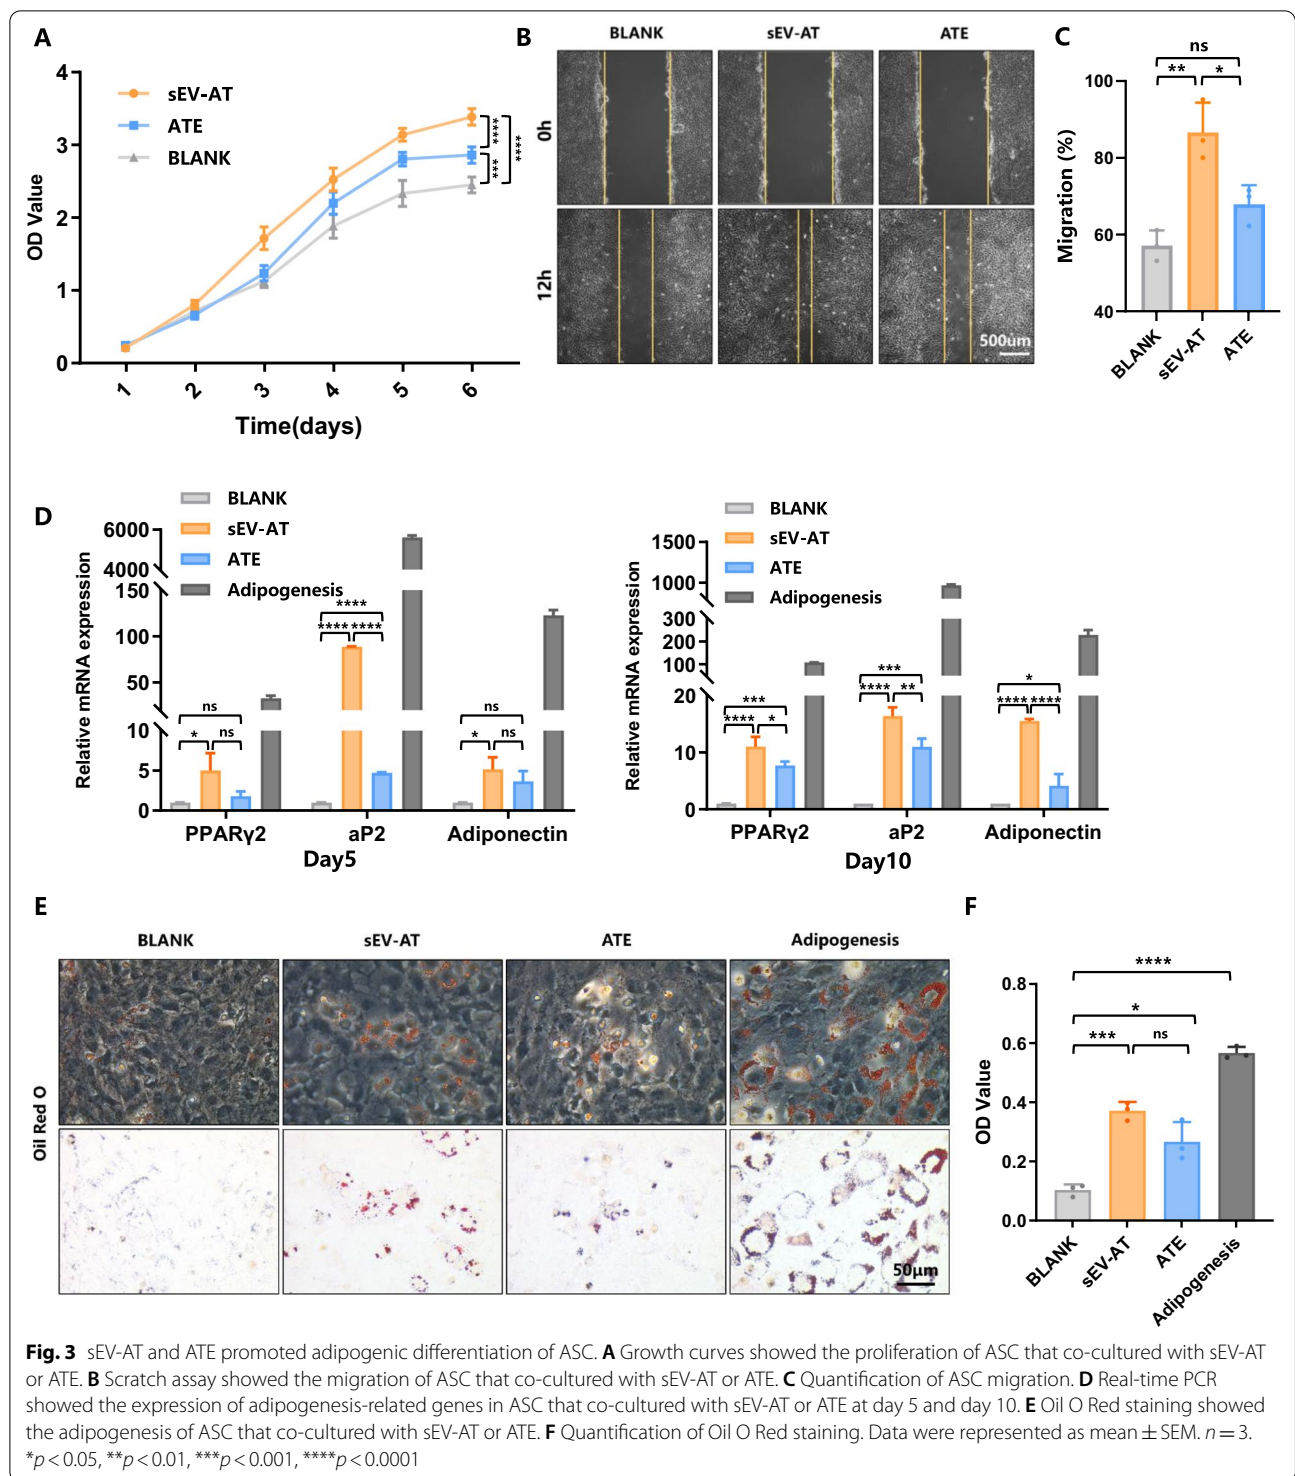 A
4
3
2
1
0
OD Value
sEV-AT
ATE
BLANK
****
***
****
1
2
3
4
5
6
Time(days)
B
BLANK
sEV-AT
ATE
0h
12h
500um
C
ns
**
*
100
80
60
40
Migration (%)
BLANK
sEV-AT
ATE
D
BLANK
sEV-AT
ATE
Adipogenesis
Relative mRNA expression
6000
4000
150
100
50
10
5
0
ns
*
ns
****
****
****
ns
*
ns
PPARγ2
aP2
Adiponectin
Day5
BLANK
sEV-AT
ATE
Adipogenesis
Relative mRNA expression
1500
1000
300
200
100
20
10
0
***
****
*
***
****
**
*
****
****
PPARγ2
aP2
Adiponectin
Day10
E
BLANK
sEV-AT
ATE
Adipogenesis
Oil Red O
50μm
F
****
*
***
ns
0.8
0.6
0.4
0.2
0.0
OD Value
BLANK
sEV-AT
ATE
Adipogenesis
Fig. 3 sEV-AT and ATE promoted adipogenic differentiation of ASC. A Growth curves showed the proliferation of ASC that co-cultured with sEV-AT
or ATE. B Scratch assay showed the migration of ASC that co-cultured with sEV-AT or ATE. C Quantification of ASC migration. D Real-time PCR
showed the expression of adipogenesis-related genes in ASC that co-cultured with sEV-AT or ATE at day 5 and day 10. E Oil O Red staining showed
the adipogenesis of ASC that co-cultured with sEV-AT or ATE. F Quantification of Oil O Red staining. Data were represented as mean ± SEM. n = 3.
*p < 0.05, **p < 0.01, ***p < 0.001, ****p < 0.0001